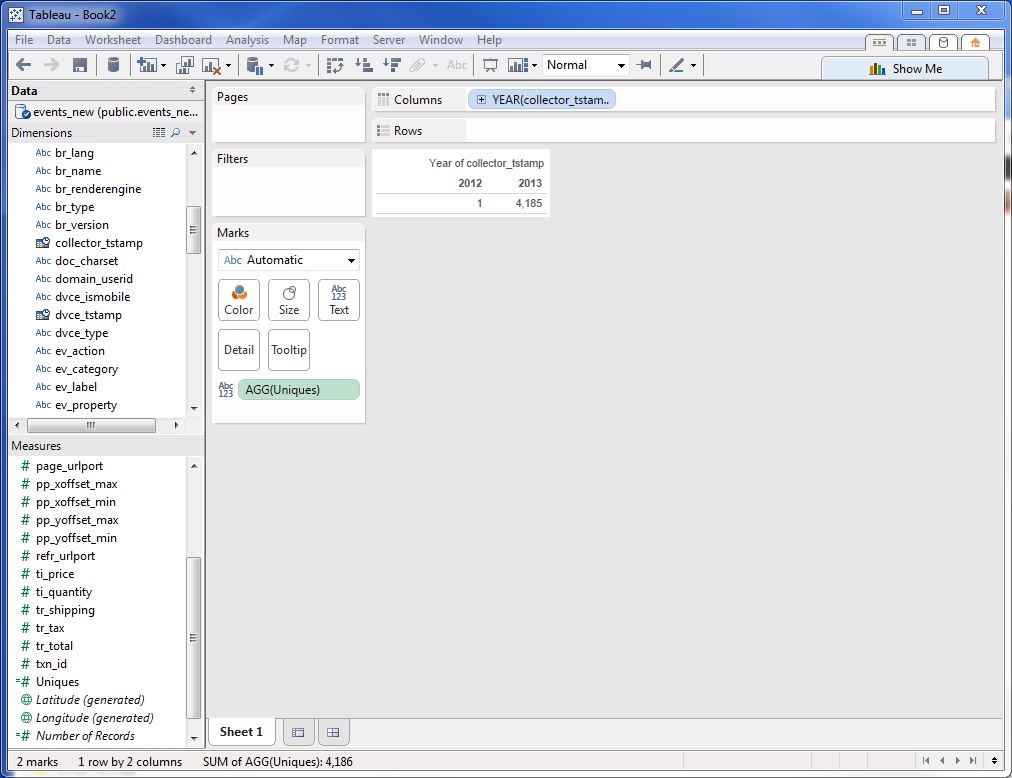 Tableau - Book2
File Data Worksheet Dashboard Analysis Map Format Server Window Help
Abc Normal Show Me
Data
events_new (public.events_ne...
Dimensions
Abc br_lang
Abc br_name
Abc br_renderengine
Abc br_type
Abc br_version
collector_tstamp
Abc doc_charset
Abc domain_userid
Abc dvce_ismobile
dvce_tstamp
Abc dvce_type
Abc ev_action
Abc ev_category
Abc ev_label
Abc ev_property
Measures
# page_urlport
# pp_xoffset_max
# pp_xoffset_min
# pp_yoffset_max
# pp_yoffset_min
# refr_urlport
# ti_price
# ti_quantity
# tr_shipping
# tr_tax
# tr_total
# txn_id
=# Uniques
Latitude (generated)
Longitude (generated)
=# Number of Records
Pages
Filters
Marks
Abc Automatic
Color Size Abc 123 Text
Detail Tooltip
Abc 123 AGG(Uniques)
Columns YEAR(collector_tstam..
Rows
Year of collector_tstamp
2012 2013
1 4,185
Sheet 1
2 marks 1 row by 2 columns SUM of AGG(Uniques): 4,186